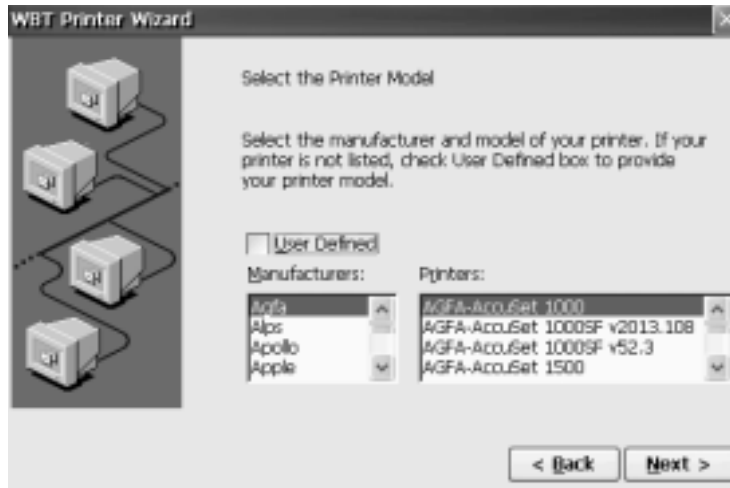 WBT Printer Wizard
Select the Printer Model
Select the manufacturer and model of your printer. If your
printer is not listed, check User Defined box to provide
your printer model.
User Defined
Manufacturers:
Printers:
Agfa
Alps
Apollo
Apple
AGFA-AccuSet 1000
AGFA-AccuSet 1000SF v2013.108
AGFA-AccuSet 1000SF v52.3
AGFA-AccuSet 1500
< Back
Next >